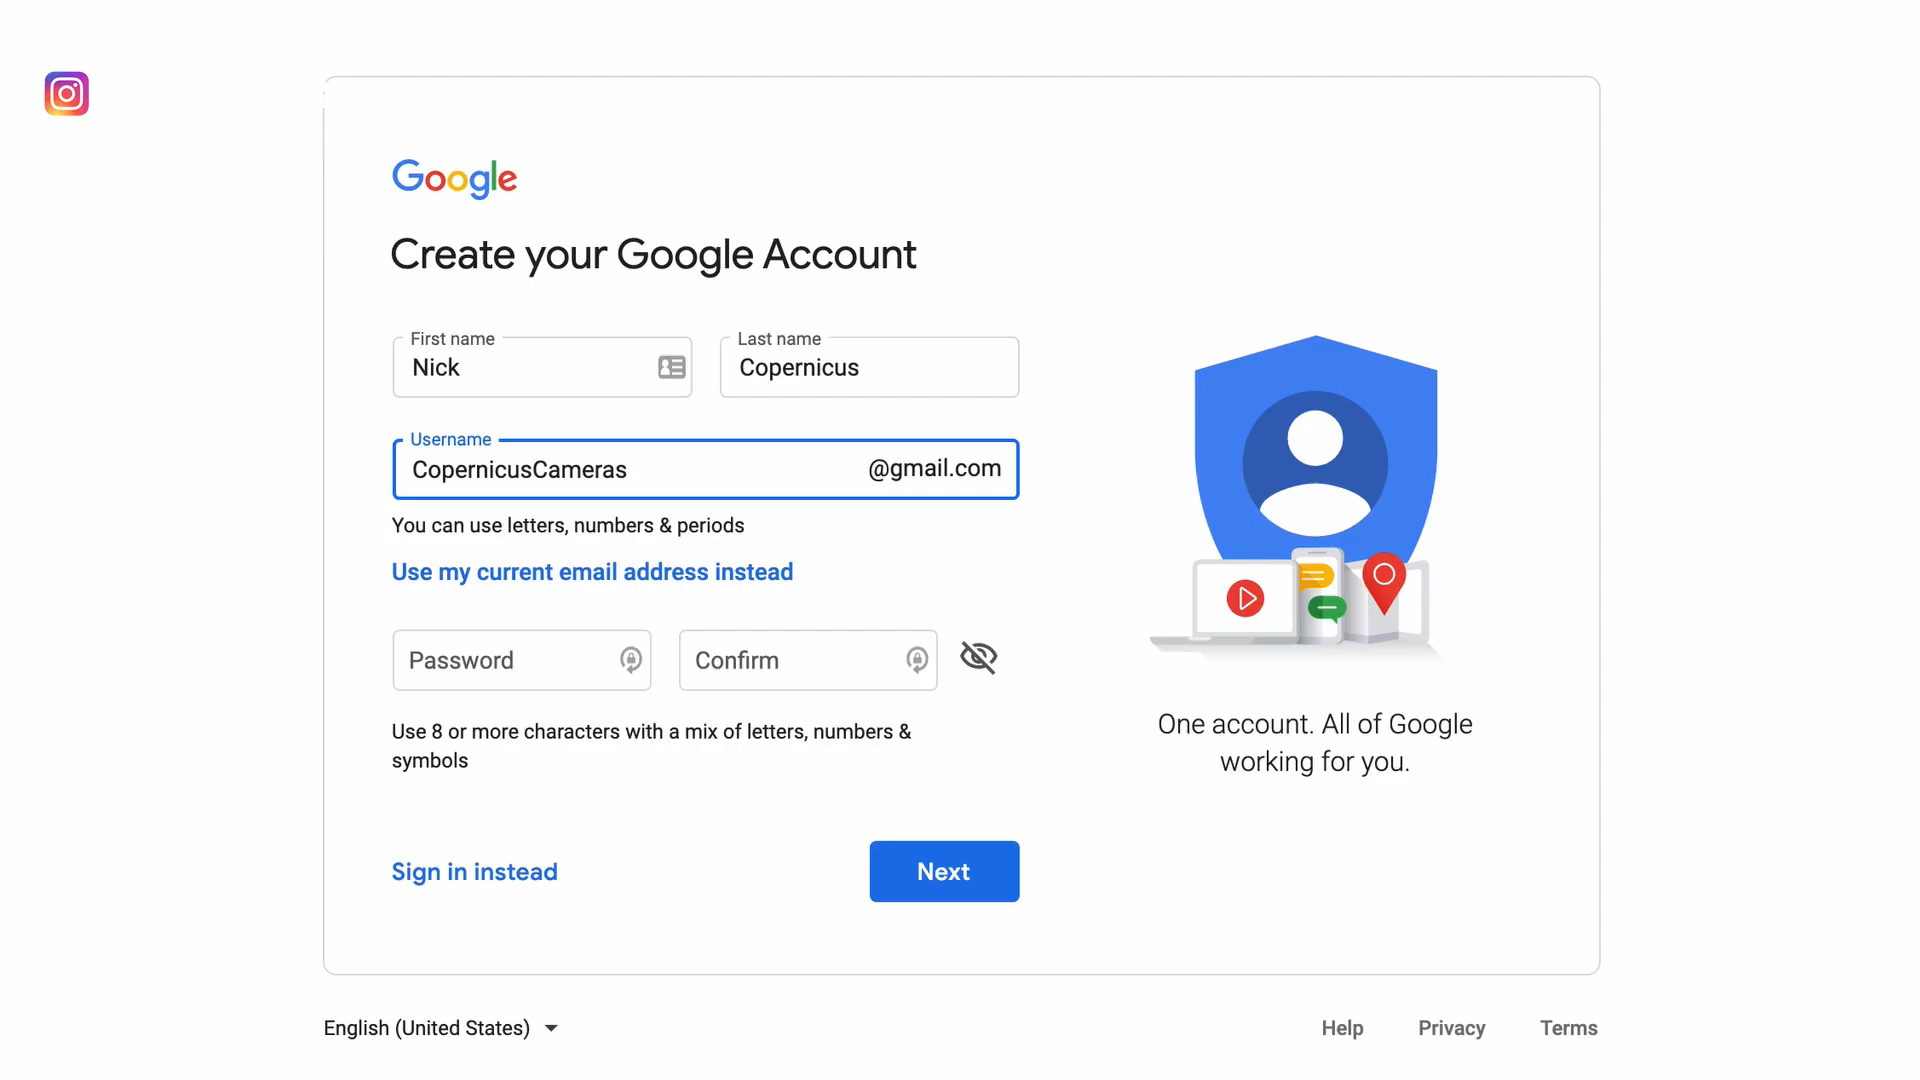 Google
Create your Google Account
First name
Nick
Last name
Copernicus
Username
CopernicusCameras
@gmail.com
You can use letters, numbers & periods
Use my current email address instead
Password
Confirm
Use 8 or more characters with a mix of letters, numbers &
symbols
Sign in instead
Next
One account. All of Google
working for you.
English (United States)
Help
Privacy
Terms